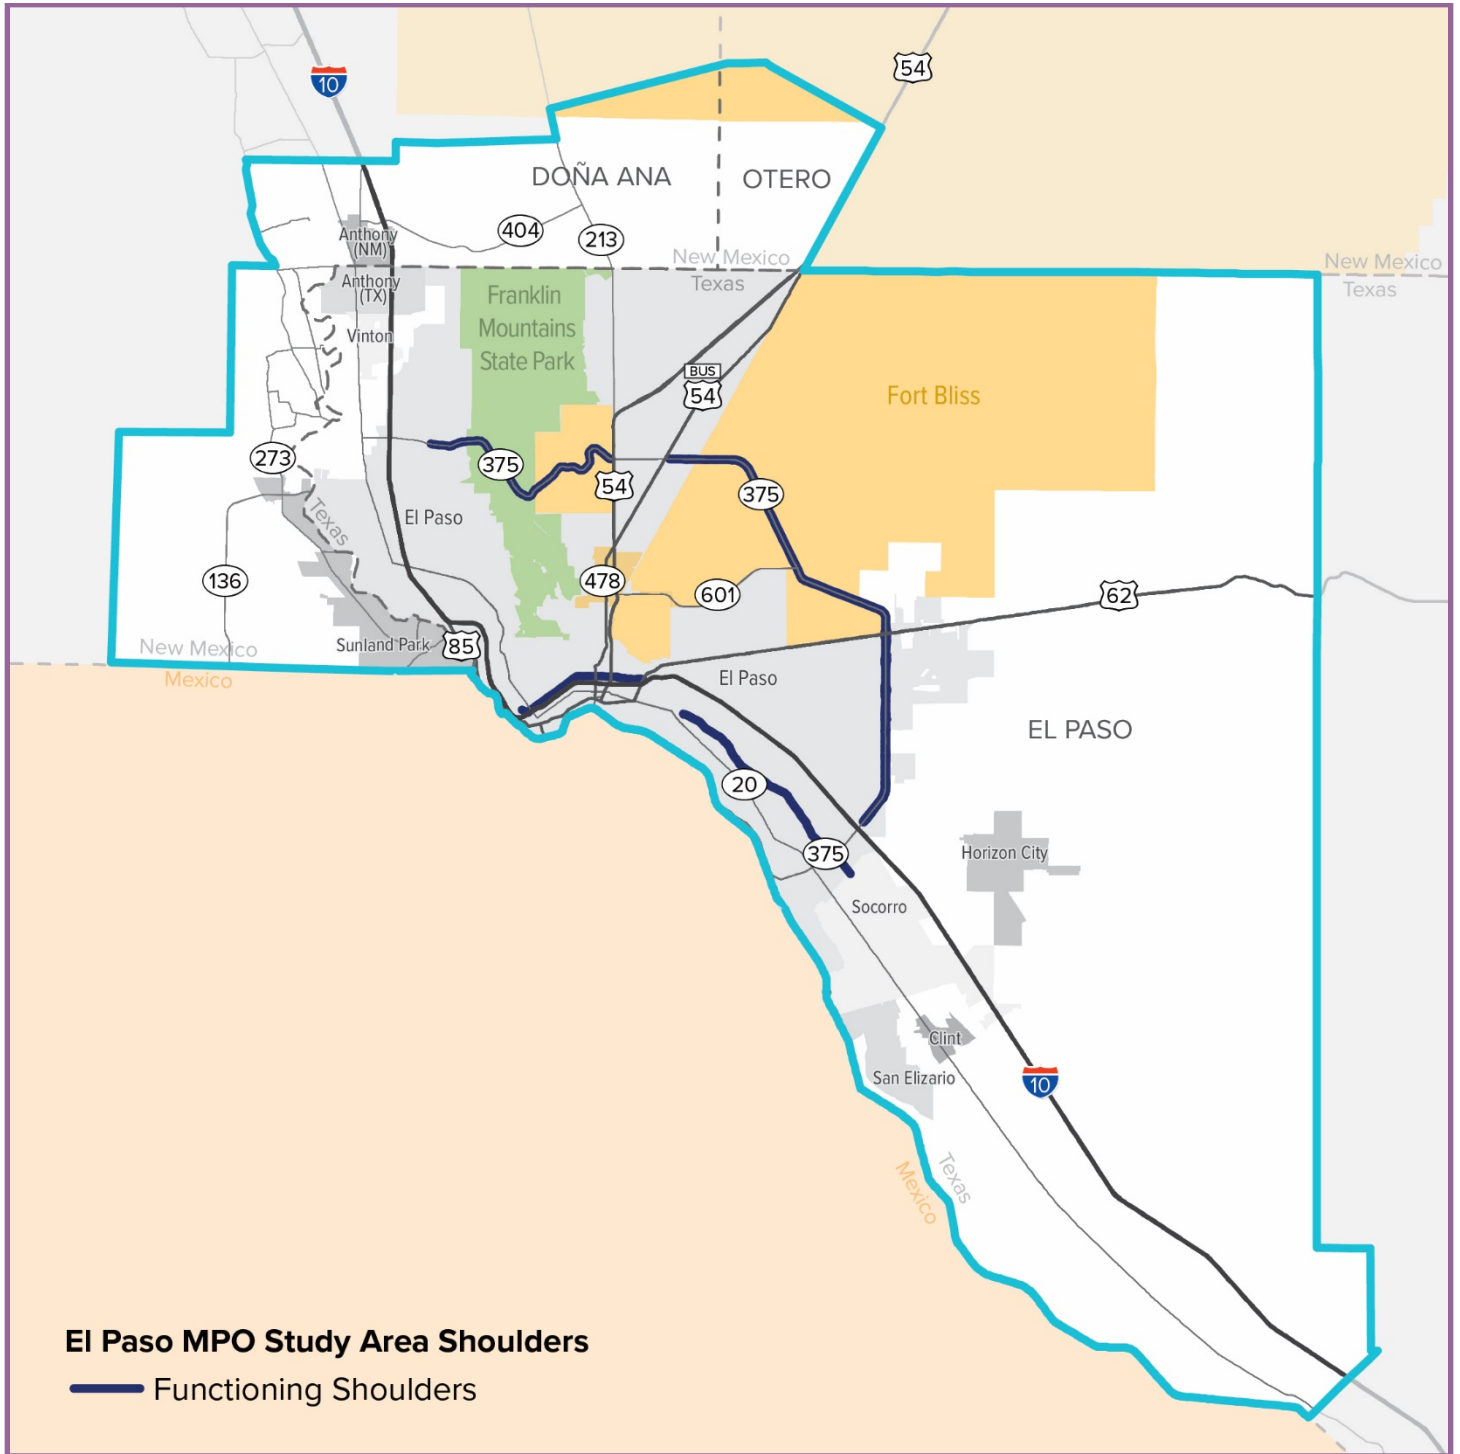 10
54
DOÑA ANA
OTERO
404
213
Anthony
(NM)
New Mexico
Texas
New Mexico
Texas
Anthony
(TX)
Franklin
Mountains
State Park
Vinton
BUS
54
Fort Bliss
273
375
54
375
Texas
El Paso
136
478
601
62
New Mexico
Mexico
Sunland Park
85
El Paso
EL PASO
20
375
Horizon City
Socorro
Clint
San Elizario
10
Texas
Mexico
El Paso MPO Study Area Shoulders
Functioning Shoulders